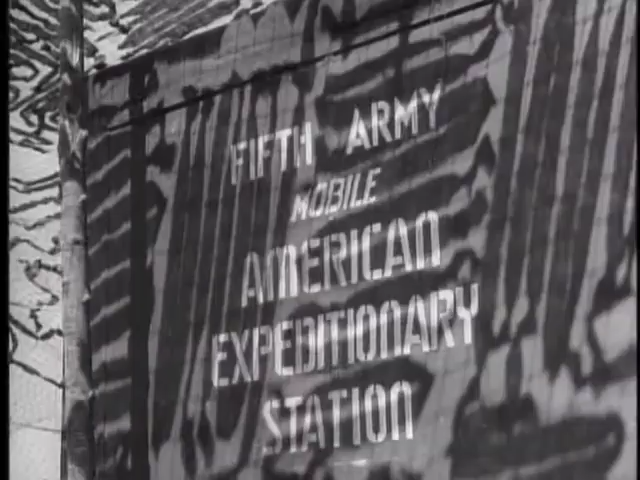 FIFTH ARMY
MOBILE
AMERICAN
EXPEDITIONARY
STATION